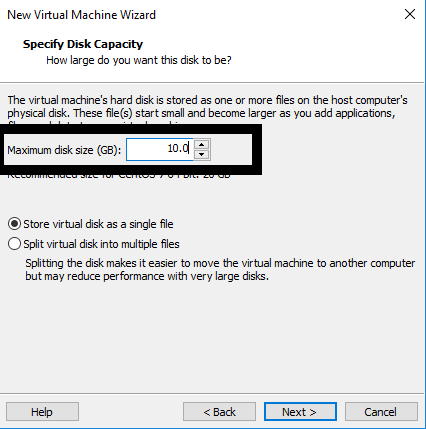 New Virtual Machine Wizard
Specify Disk Capacity
How large do you want this disk to be?
The virtual machine's hard disk is stored as one or more files on the host computer's
physical disk. These file(s) start small and become larger as you add applications,
Maximum disk size (GB): 10.0
Recommended size for CentOS 7 64-bit: 20 GB
Store virtual disk as a single file
Split virtual disk into multiple files
Splitting the disk makes it easier to move the virtual machine to another computer
but may reduce performance with very large disks.
Help < Back Next > Cancel